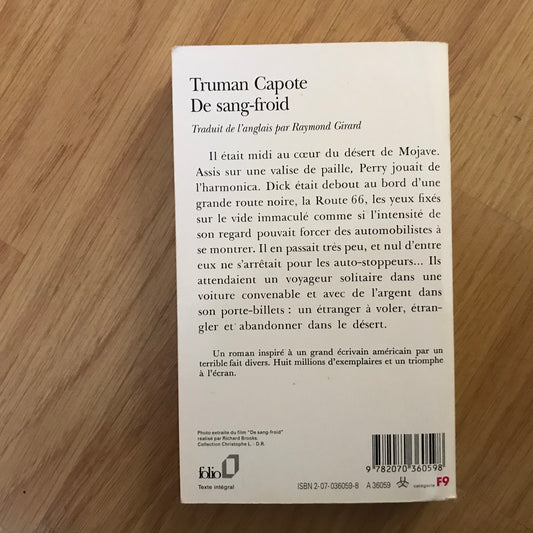 Truman Capote
De sang-froid
Traduit de l'anglais par Raymond Girard
Il était midi au cœur du désert de Mojave.
Assis sur une valise de paille, Perry jouait de
l'harmonica. Dick était debout au bord d'une
grande route noire, la Route 66, les yeux fixés
sur le vide immaculé comme si l'intensité de
son regard pouvait forcer des automobilistes à
se montrer. Il en passait très peu, et nul d'entre
eux ne s'arrêtait pour les auto-stoppeurs... Ils
attendaient un voyageur solitaire dans une
voiture convenable et avec de l'argent dans
son porte-billets : un étranger à voler, étran-
gler et abandonner dans le désert.
Un roman inspiré à un grand écrivain américain par un
terrible fait divers. Huit millions d'exemplaires et un triomphe
à l'écran.
Photo extraite du film "De sang-froid"
réalisé par Richard Brooks.
Collection Christophe L. - D.R.
folio
Texte intégral
9 782070 360598
ISBN 2-07-036059-8 A 36059 catégorie F9